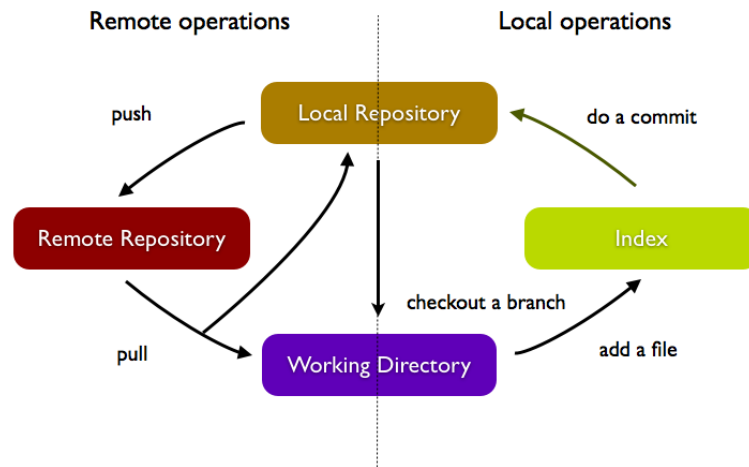 Remote operations
Local operations
push
Local Repository
do a commit
Remote Repository
Index
checkout a branch
pull
Working Directory
add a file